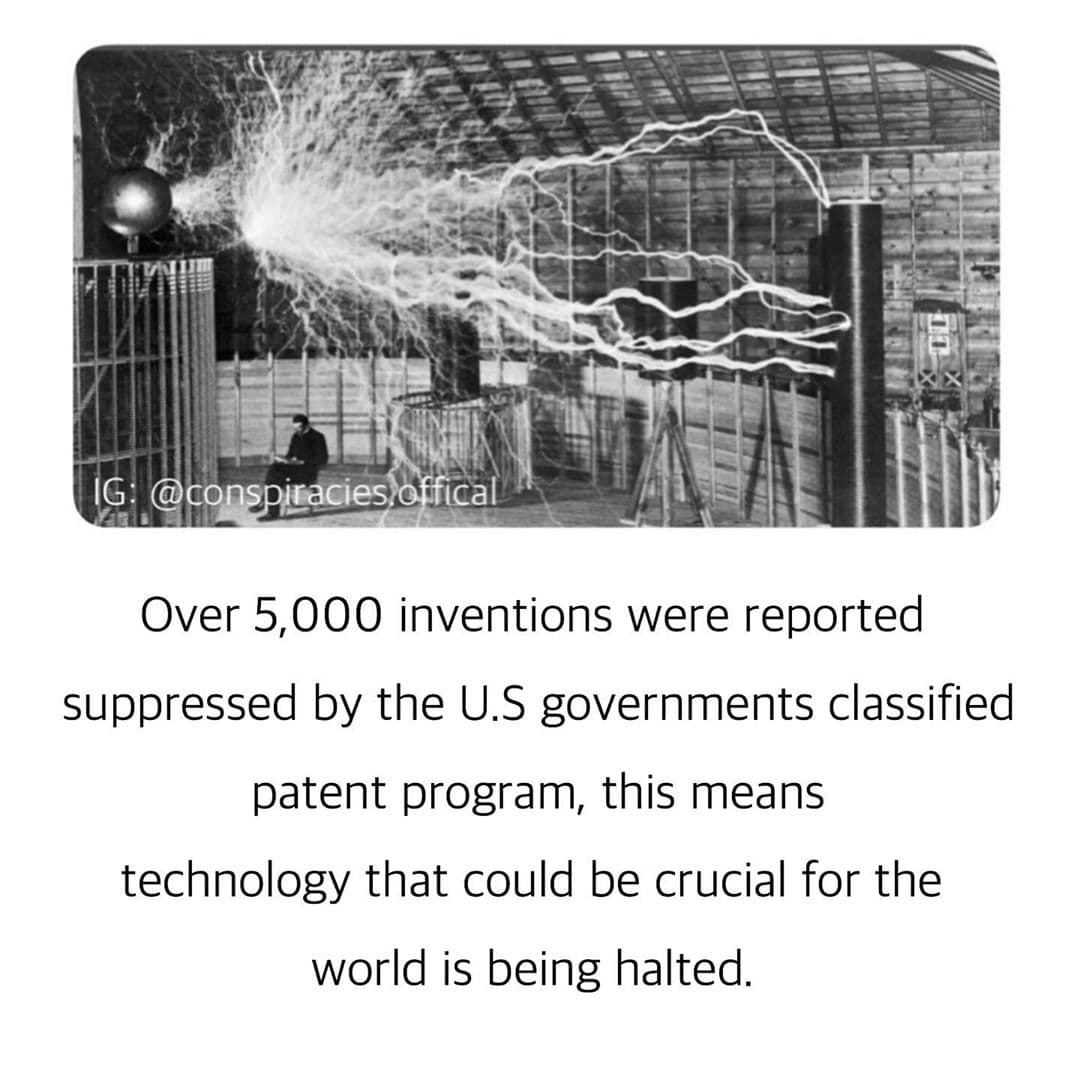 IG: @conspiracies.offical
Over 5,000 inventions were reported
suppressed by the U.S governments classified
patent program, this means
technology that could be crucial for the
world is being halted.